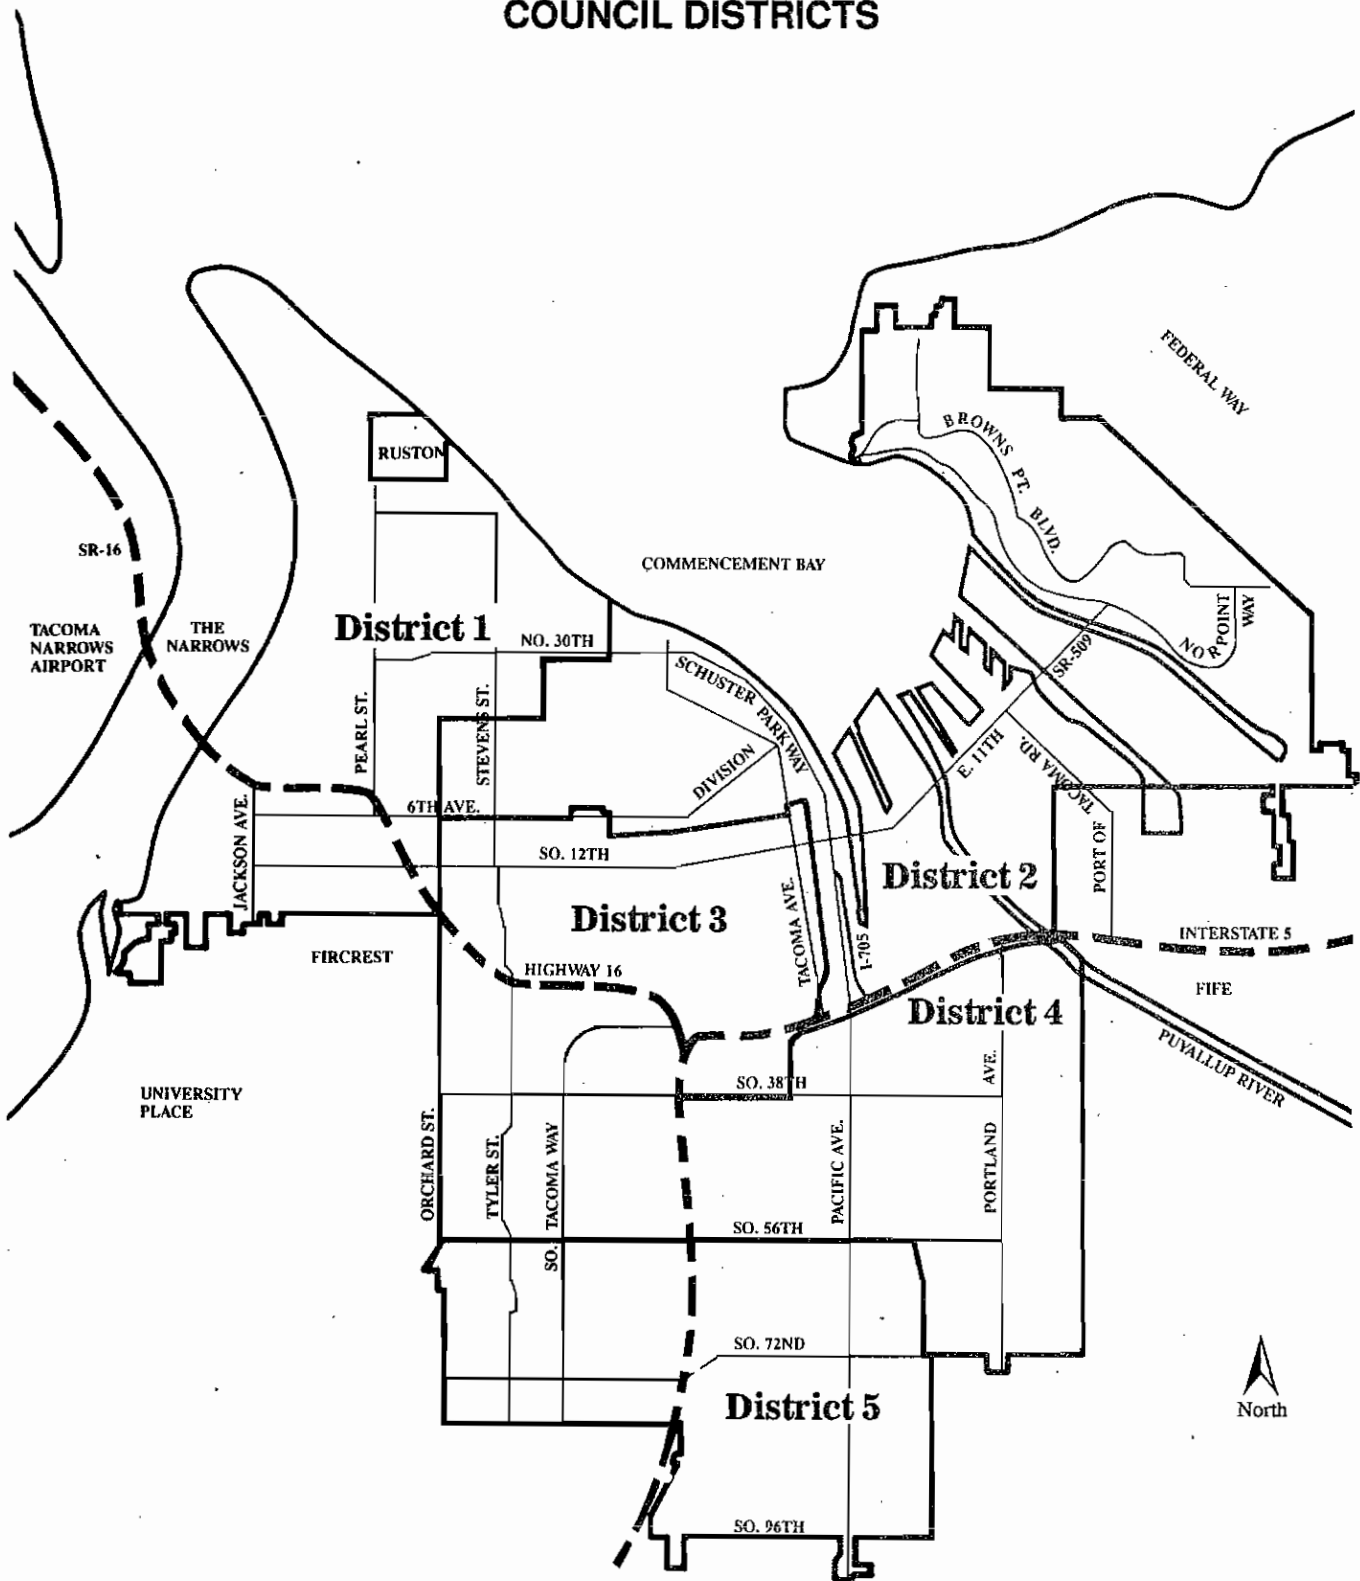 COUNCIL DISTRICTS
FEDERAL WAY
BROWNS PT. BLVD.
RUSTON
SR-16
COMMENCEMENT BAY
TACOMA
NARROWS
AIRPORT
THE
NARROWS
District 1
NO. 30TH
NORPOINT
WAY
SR-509
SCHUSTER PARKWAY
PEARL ST.
STEVENS ST.
DIVISION
E. 11TH
PORT OF
TACOMA RD.
6TH AVE.
JACKSON AVE.
SO. 12TH
District 2
District 3
TACOMA AVE.
I-705
INTERSTATE 5
FIRCREST
HIGHWAY 16
FIFE
District 4
PUYALLUP RIVER
SO. 38TH
UNIVERSITY
PLACE
ORCHARD ST.
TYLER ST.
SO. TACOMA WAY
PACIFIC AVE.
PORTLAND AVE.
SO. 56TH
SO. 72ND
District 5
North
SO. 96TH